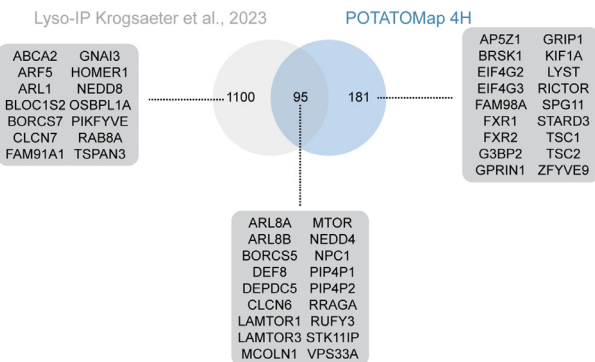 Lyso-IP Krogsaeter et al., 2023
POTATOMap 4H
ABCA2 GNAI3
ARF5 HOMER1
ARL1 NEDD8
BLOC1S2 OSBPL1A
BORCS7 PIKFYVE
CLCN7 RAB8A
FAM91A1 TSPAN3
1100
95
181
AP5Z1 GRIP1
BRSK1 KIF1A
EIF4G2 LYST
EIF4G3 RICTOR
FAM98A SPG11
FXR1 STARD3
FXR2 TSC1
G3BP2 TSC2
GPRIN1 ZFYVE9
ARL8A MTOR
ARL8B NEDD4
BORCS5 NPC1
DEF8 PIP4P1
DEPDC5 PIP4P2
CLCN6 RRAGA
LAMTOR1 RUFY3
LAMTOR3 STK11IP
MCOLN1 VPS33A